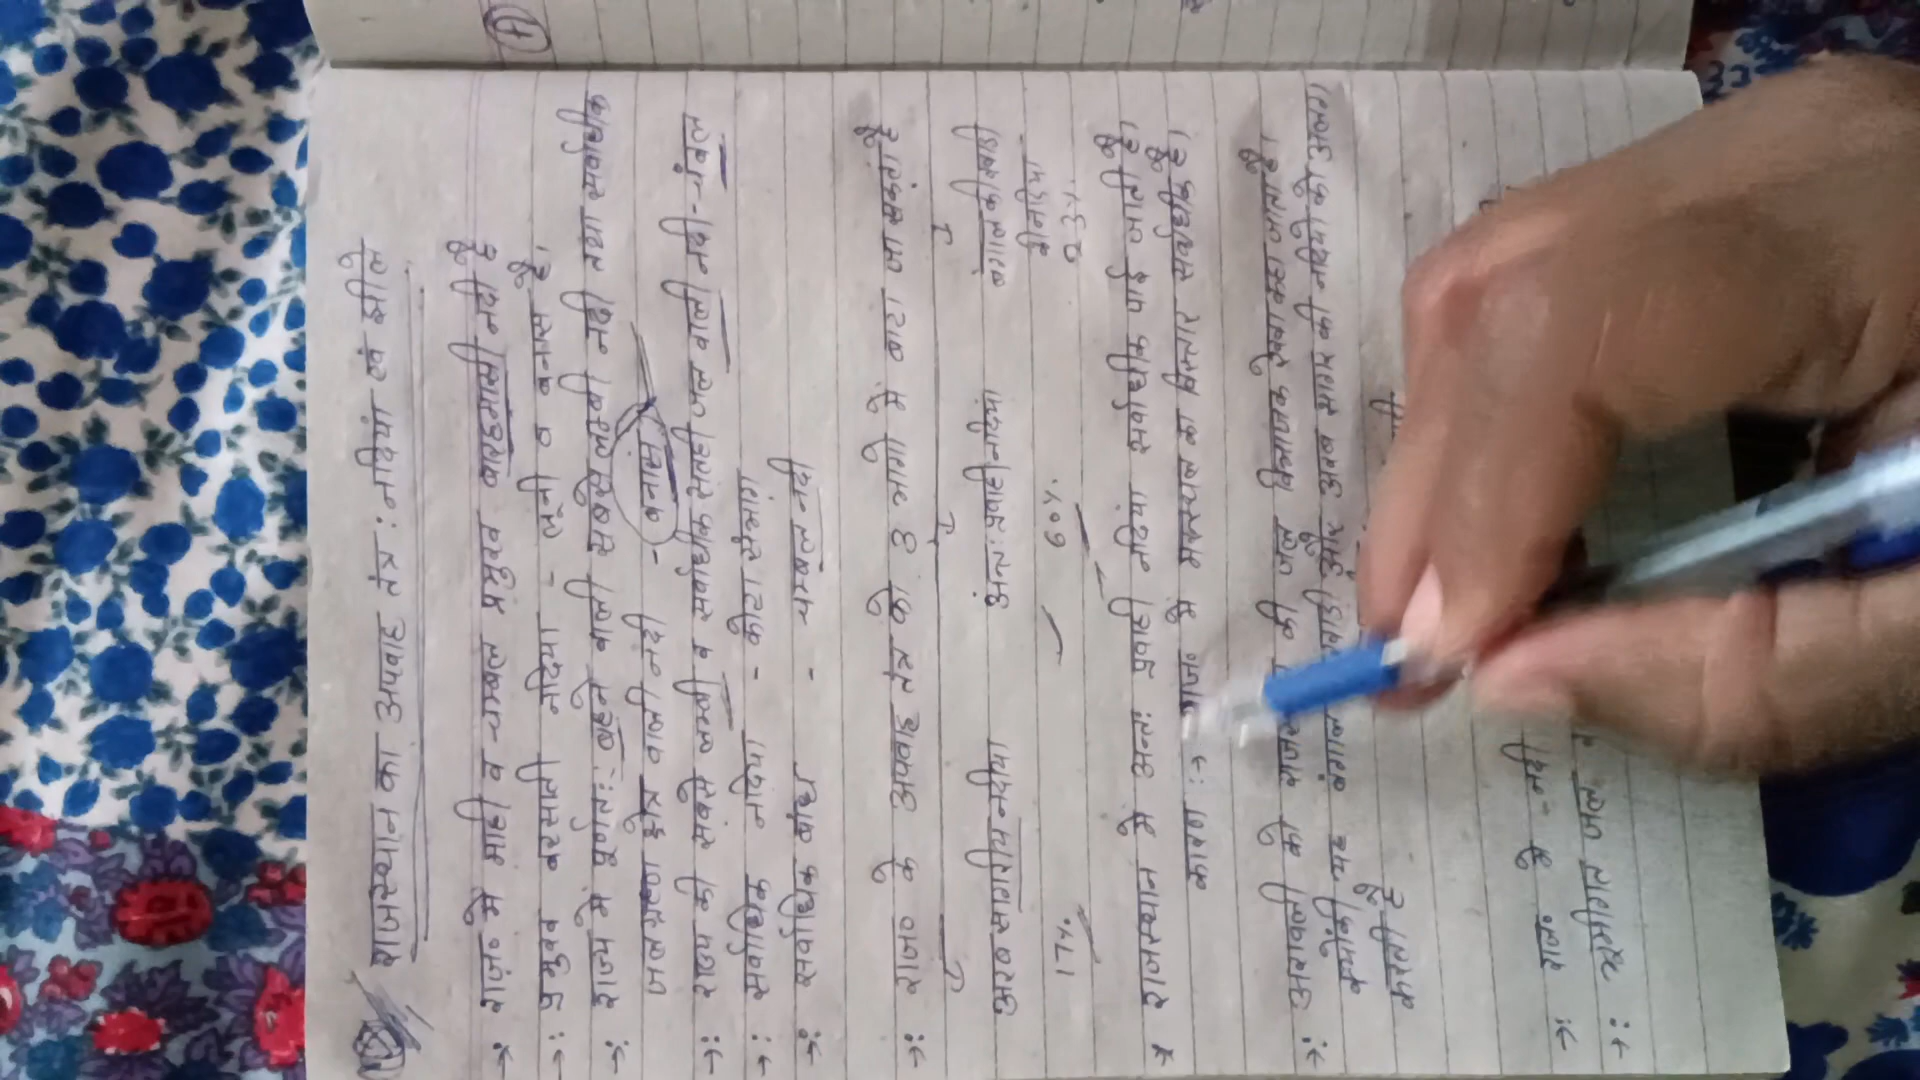 राजस्थान का अपवाह तंत्र : नदियां एवं झीले
* राज० मे माही व चम्बल प्रमुख बारहमासी नदी है
→: प्रमुख बरसाती नदिया - लूनी व बनास है,
→: राज्य मे पूर्णतः बहने वाली सबसे लम्बी नदी तथा सर्वाधीक
जलग्रहण क्षेत्र वाली नदी - बनास
→: राज्य की सबसे लम्बी व सर्वाधिक सतही जल वाली नदी - चंबल
→: सर्वाधिक नदिया - कोटा संभाग
→: सर्वाधिक बांध - चम्बल नदी
→: राज० के अपवाह तंत्र को 3 भागो मे बाटा जा सकता है
अरब सागरीय नदीया अंतः प्रवाही नदियां बंगाल की खाडी
की नदिया
17% 60% 23%
* राजस्थान मे अन्तः प्रवाही नदिया सर्वाधीक पाई जाती है,
कारण :→ राज० मे मरुस्थल का विस्तार सर्वाधिक है,
→: अरावली को की जल विभाजक रेखा कहा जाता है।
क्योकी यह बंगाल और अरब सागर की नदियो को अलग
करती है
→: राज० मे - नदी
→: